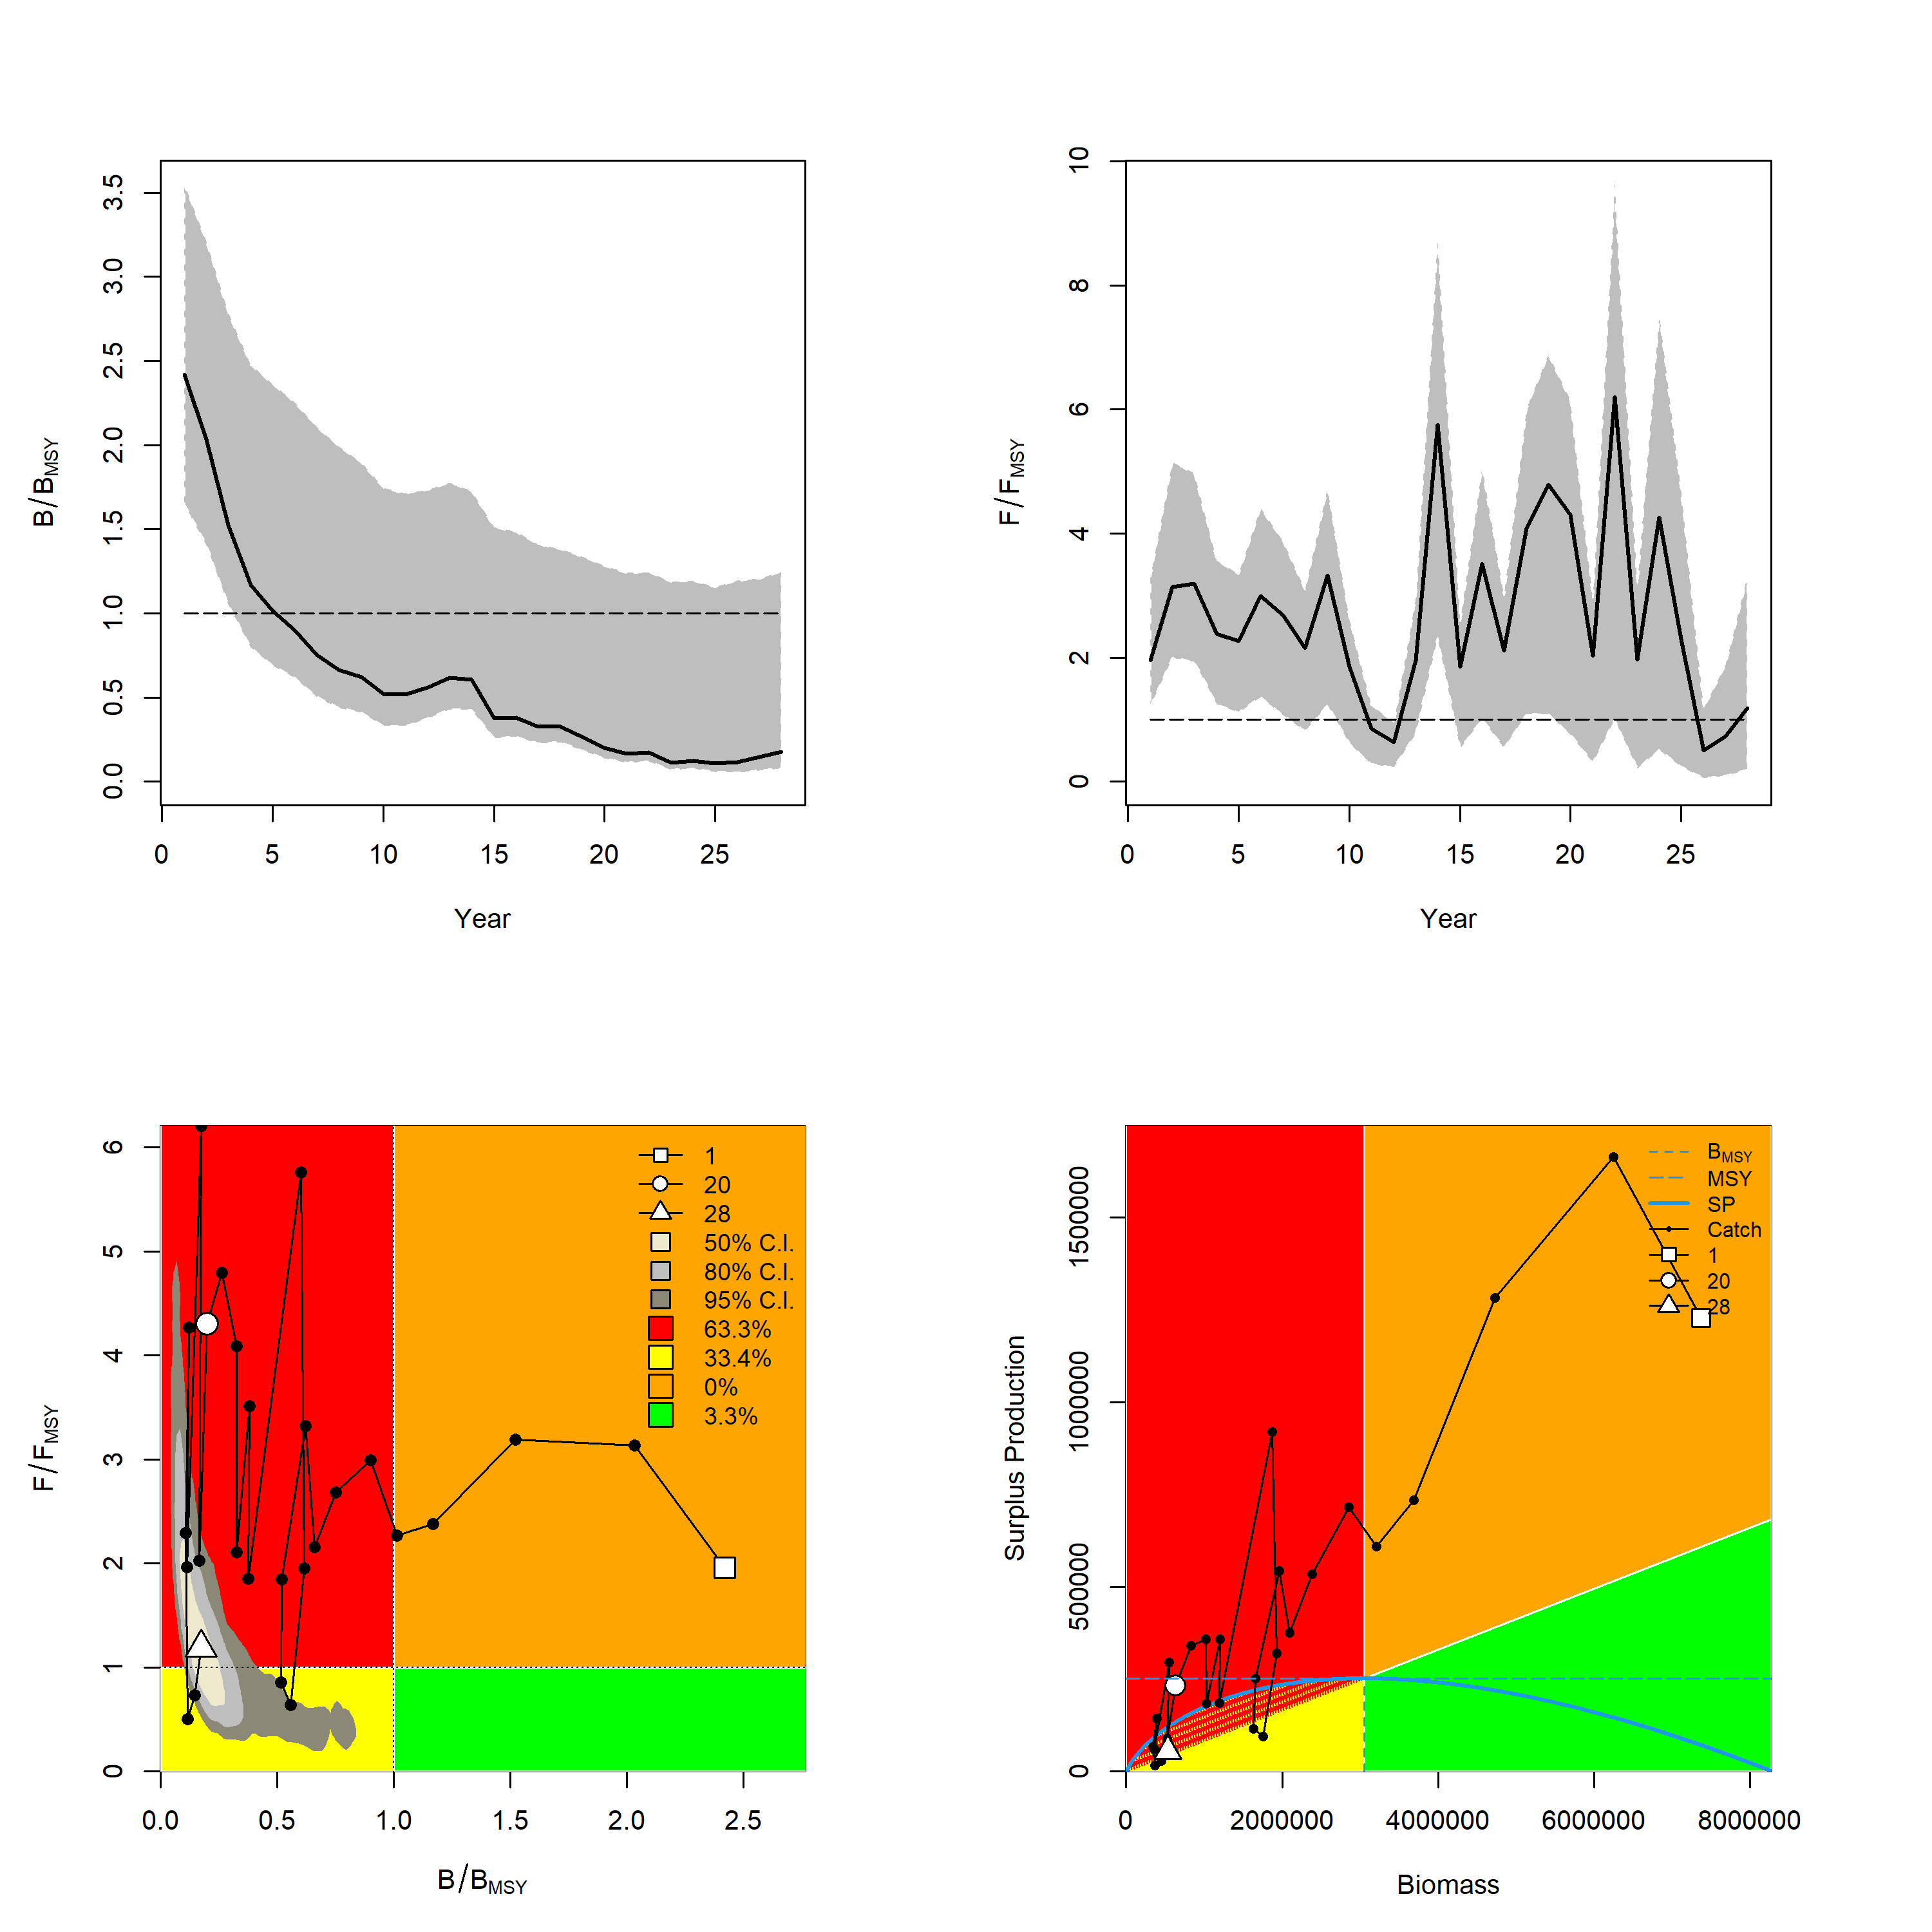 3.5
3.0
2.5
2.0
1.5
1.0
0.5
0.0
B/BMSY
0 5 10 15 20 25
Year
10
8
6
4
2
0
F/FMSY
0 5 10 15 20 25
Year
6
5
4
3
2
1
0
F/FMSY
1
20
28
50% C.I.
80% C.I.
95% C.I.
63.3%
33.4%
0%
3.3%
0.0 0.5 1.0 1.5 2.0 2.5
B/BMSY
1500000
1000000
500000
0
Surplus Production
BMSY
MSY
SP
Catch
1
20
28
0 2000000 4000000 6000000 8000000
Biomass